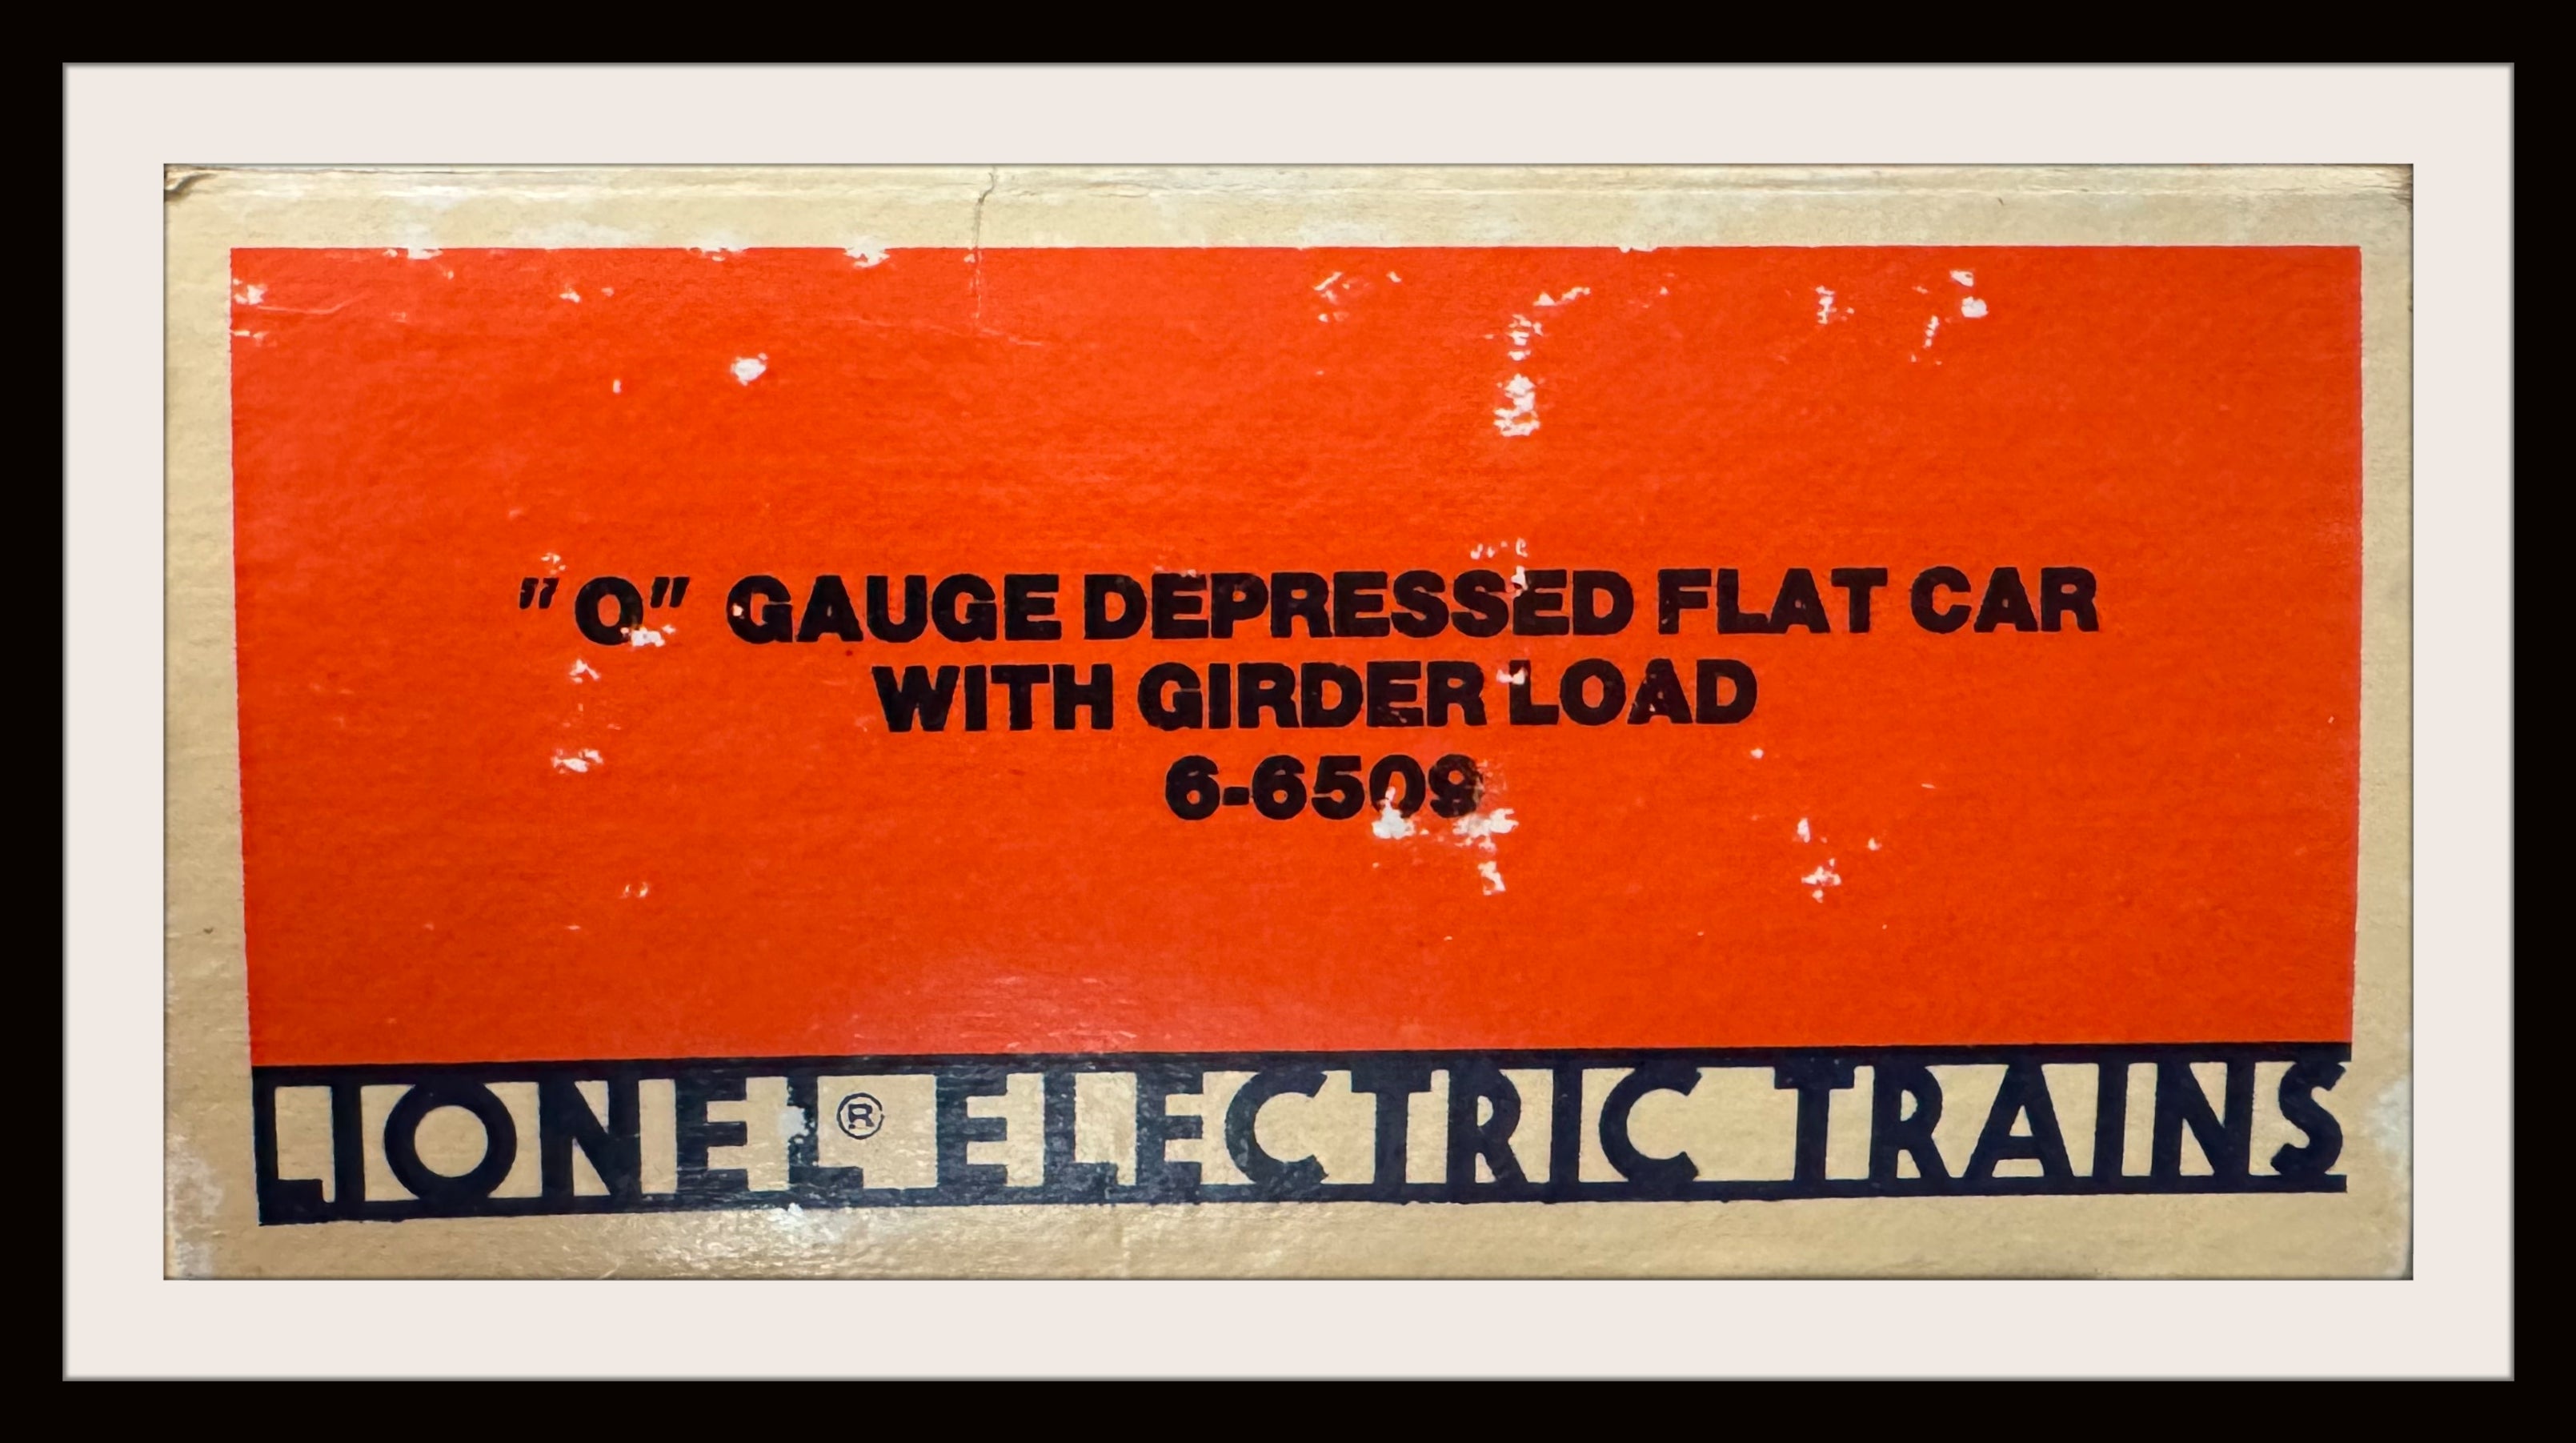 "O" GAUGE DEPRESSED FLAT CAR
WITH GIRDER LOAD
6-6509
LIONEL® ELECTRIC TRAINS